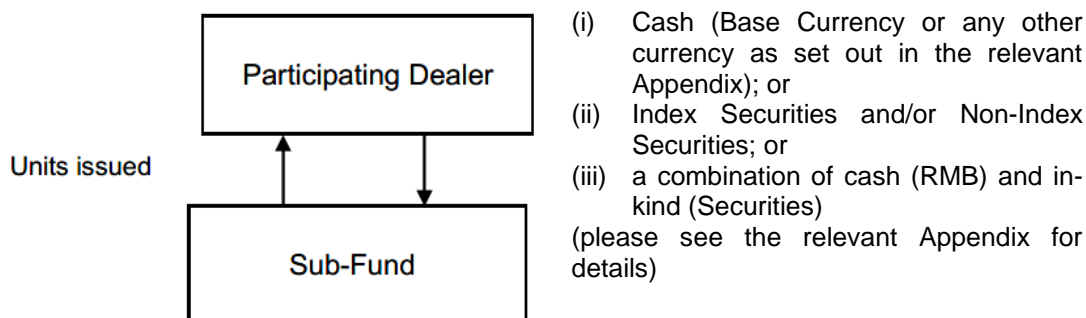 Participating Dealer
Units issued
Sub-Fund
(i) Cash (Base Currency or any other
currency as set out in the relevant
Appendix); or
(ii) Index Securities and/or Non-Index
Securities; or
(iii) a combination of cash (RMB) and in-
kind (Securities)
(please see the relevant Appendix for
details)